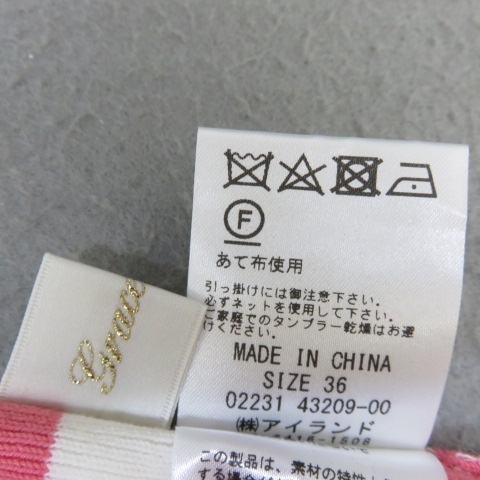 F
あて布使用
引っ掛けには御注意下さい。
必ずネットを使用して下さい。
ご家庭でのタンブラー乾燥はお避
けください。
MADE IN CHINA
SIZE 36
02231 43209-00
(株)アイランド
この製品は、素材の特性